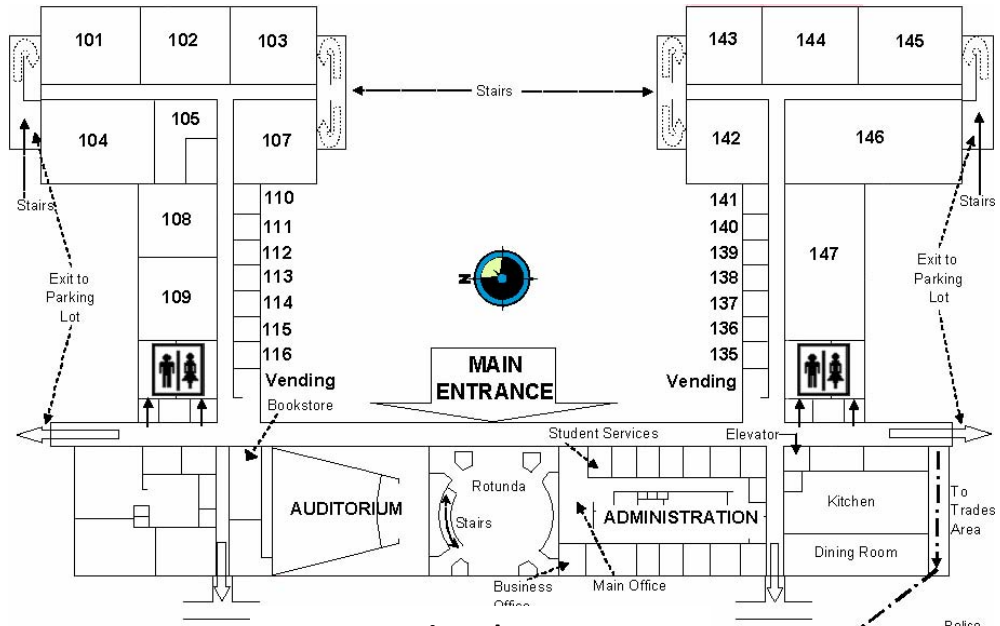 101 102 103
143 144 145
Stairs
104 105 107
142 146
Stairs
Stairs
110
111
112
113
114
115
116
Vending
Bookstore
108
109
141
140
139
138
137
136
135
Vending
147
Exit to
Parking
Lot
Exit to
Parking
Lot
N
MAIN
ENTRANCE
Student Services
Elevator
AUDITORIUM
Rotunda
Stairs
ADMINISTRATION
Kitchen
Dining Room
To
Trades
Area
Business
Office
Main Office
Police